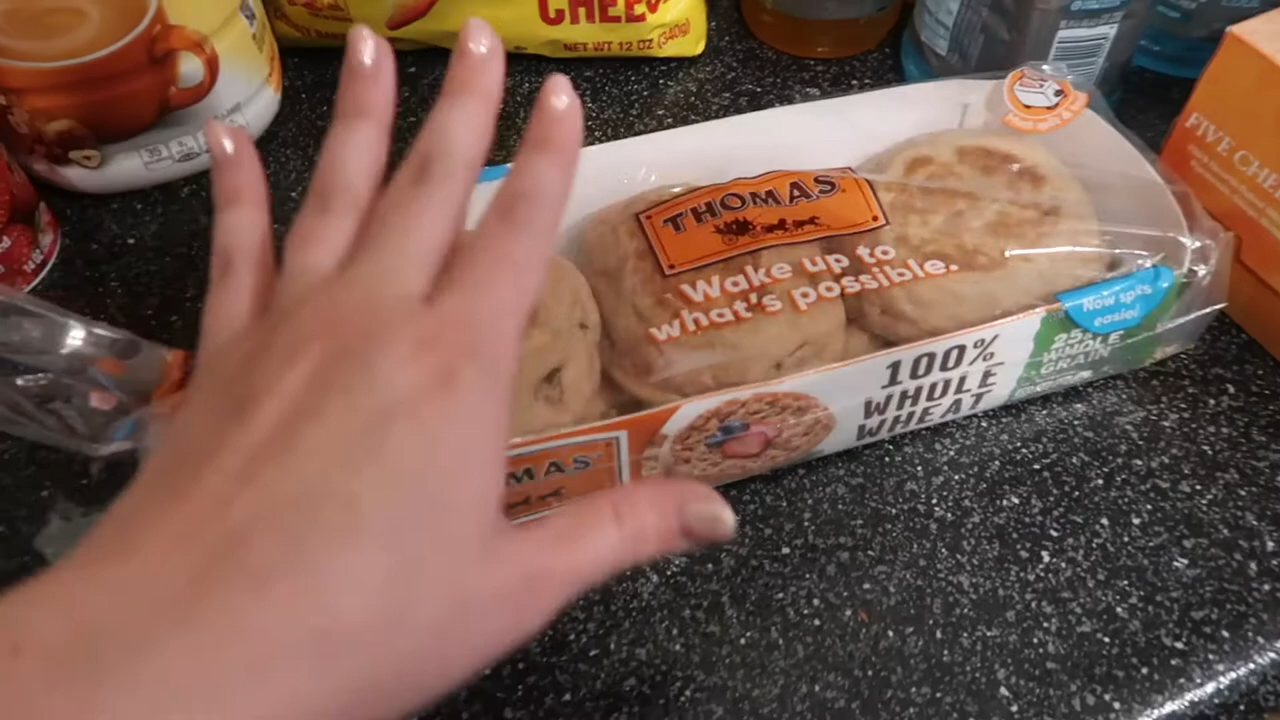 CHEE
NET WT 12 OZ (340g)
35
THOMAS'
Wake up to
what's possible.
Now splits
easier!
100%
WHOLE
WHEAT
WHOLE
GRAIN
MAS'
FIVE CHE